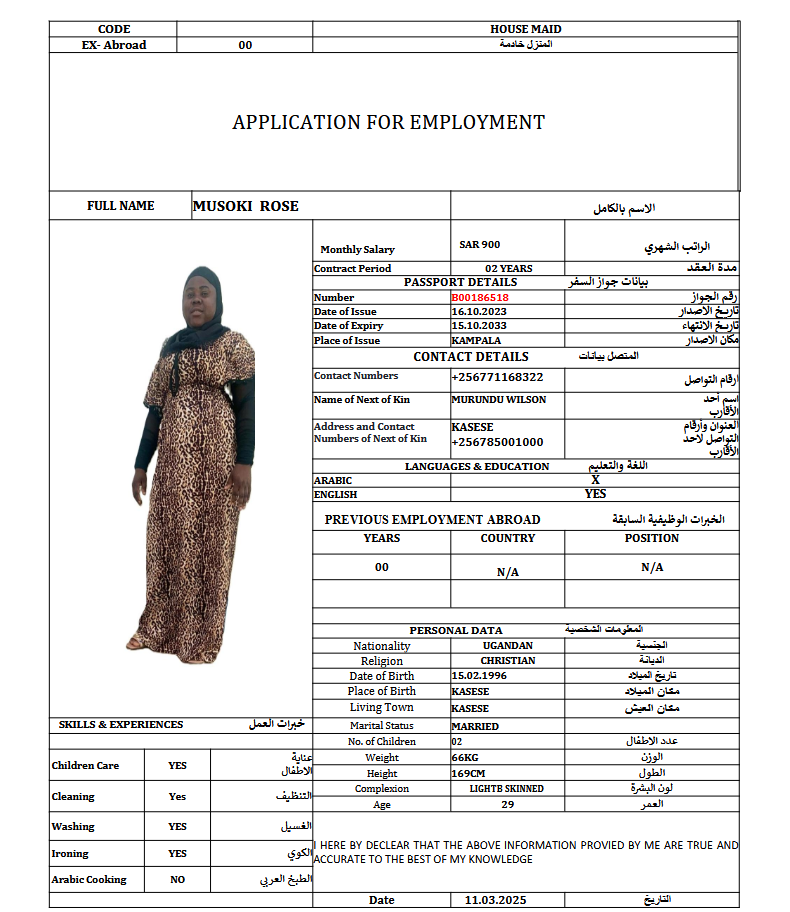 CODE HOUSE MAID
EX- Abroad 00 المنزل خادمة
APPLICATION FOR EMPLOYMENT
FULL NAME MUSOKI ROSE الاسم بالكامل
Monthly Salary SAR 900 الراتب الشهري
Contract Period 02 YEARS مدة العقد
PASSPORT DETAILS بيانات جواز السفر
Number B00186518 رقم الجواز
Date of Issue 16.10.2023 تاريخ الاصدار
Date of Expiry 15.10.2033 تاريخ الانتهاء
Place of Issue KAMPALA مكان الاصدار
CONTACT DETAILS المتصل بيانات
Contact Numbers +256771168322 ارقام التواصل
Name of Next of Kin MURUNDU WILSON اسم أحد
الأقارب
Address and Contact KASESE العنوان وأرقام
Numbers of Next of Kin +256785001000 التواصل لاحد
الأقارب
LANGUAGES & EDUCATION اللغة والتعليم
ARABIC X
ENGLISH YES
PREVIOUS EMPLOYMENT ABROAD الخبرات الوظيفية السابقة
YEARS COUNTRY POSITION
00 N/A N/A
PERSONAL DATA المعلومات الشخصية
Nationality UGANDAN الجنسية
Religion CHRISTIAN الديانة
Date of Birth 15.02.1996 تاريخ الميلاد
Place of Birth KASESE مكان الميلاد
Living Town KASESE مكان العيش
Marital Status MARRIED
No. of Children 02 عدد الاطفال
Weight 66KG الوزن
Height 169CM الطول
Complexion LIGHTB SKINNED لون البشرة
Age 29 العمر
SKILLS & EXPERIENCES خبرات العمل
Children Care YES عناية
الاطفال
Cleaning Yes التنظيف
Washing YES الغسيل
Ironing YES الكوي
Arabic Cooking NO الطبخ العربي
I HERE BY DECLEAR THAT THE ABOVE INFORMATION PROVIED BY ME ARE TRUE AND
ACCURATE TO THE BEST OF MY KNOWLEDGE
Date 11.03.2025 التاريخ